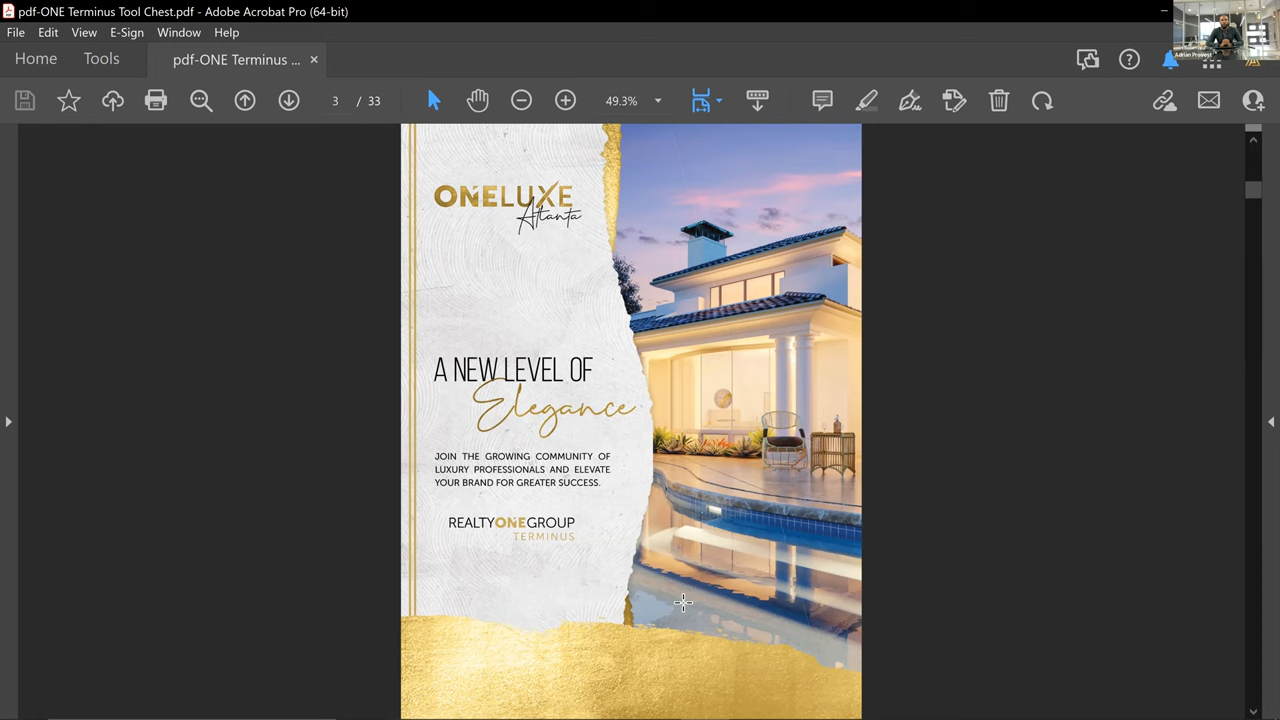 pdf-ONE Terminus Tool Chest.pdf - Adobe Acrobat Pro (64-bit)
File Edit View E-Sign Window Help
Home Tools pdf-ONE Terminus ... ×
3 / 33 49.3%
Adrian Provost
ONELUXE
Atlanta
A NEW LEVEL OF
Elegance
JOIN THE GROWING COMMUNITY OF
LUXURY PROFESSIONALS AND ELEVATE
YOUR BRAND FOR GREATER SUCCESS.
REALTYONEGROUP
TERMINUS